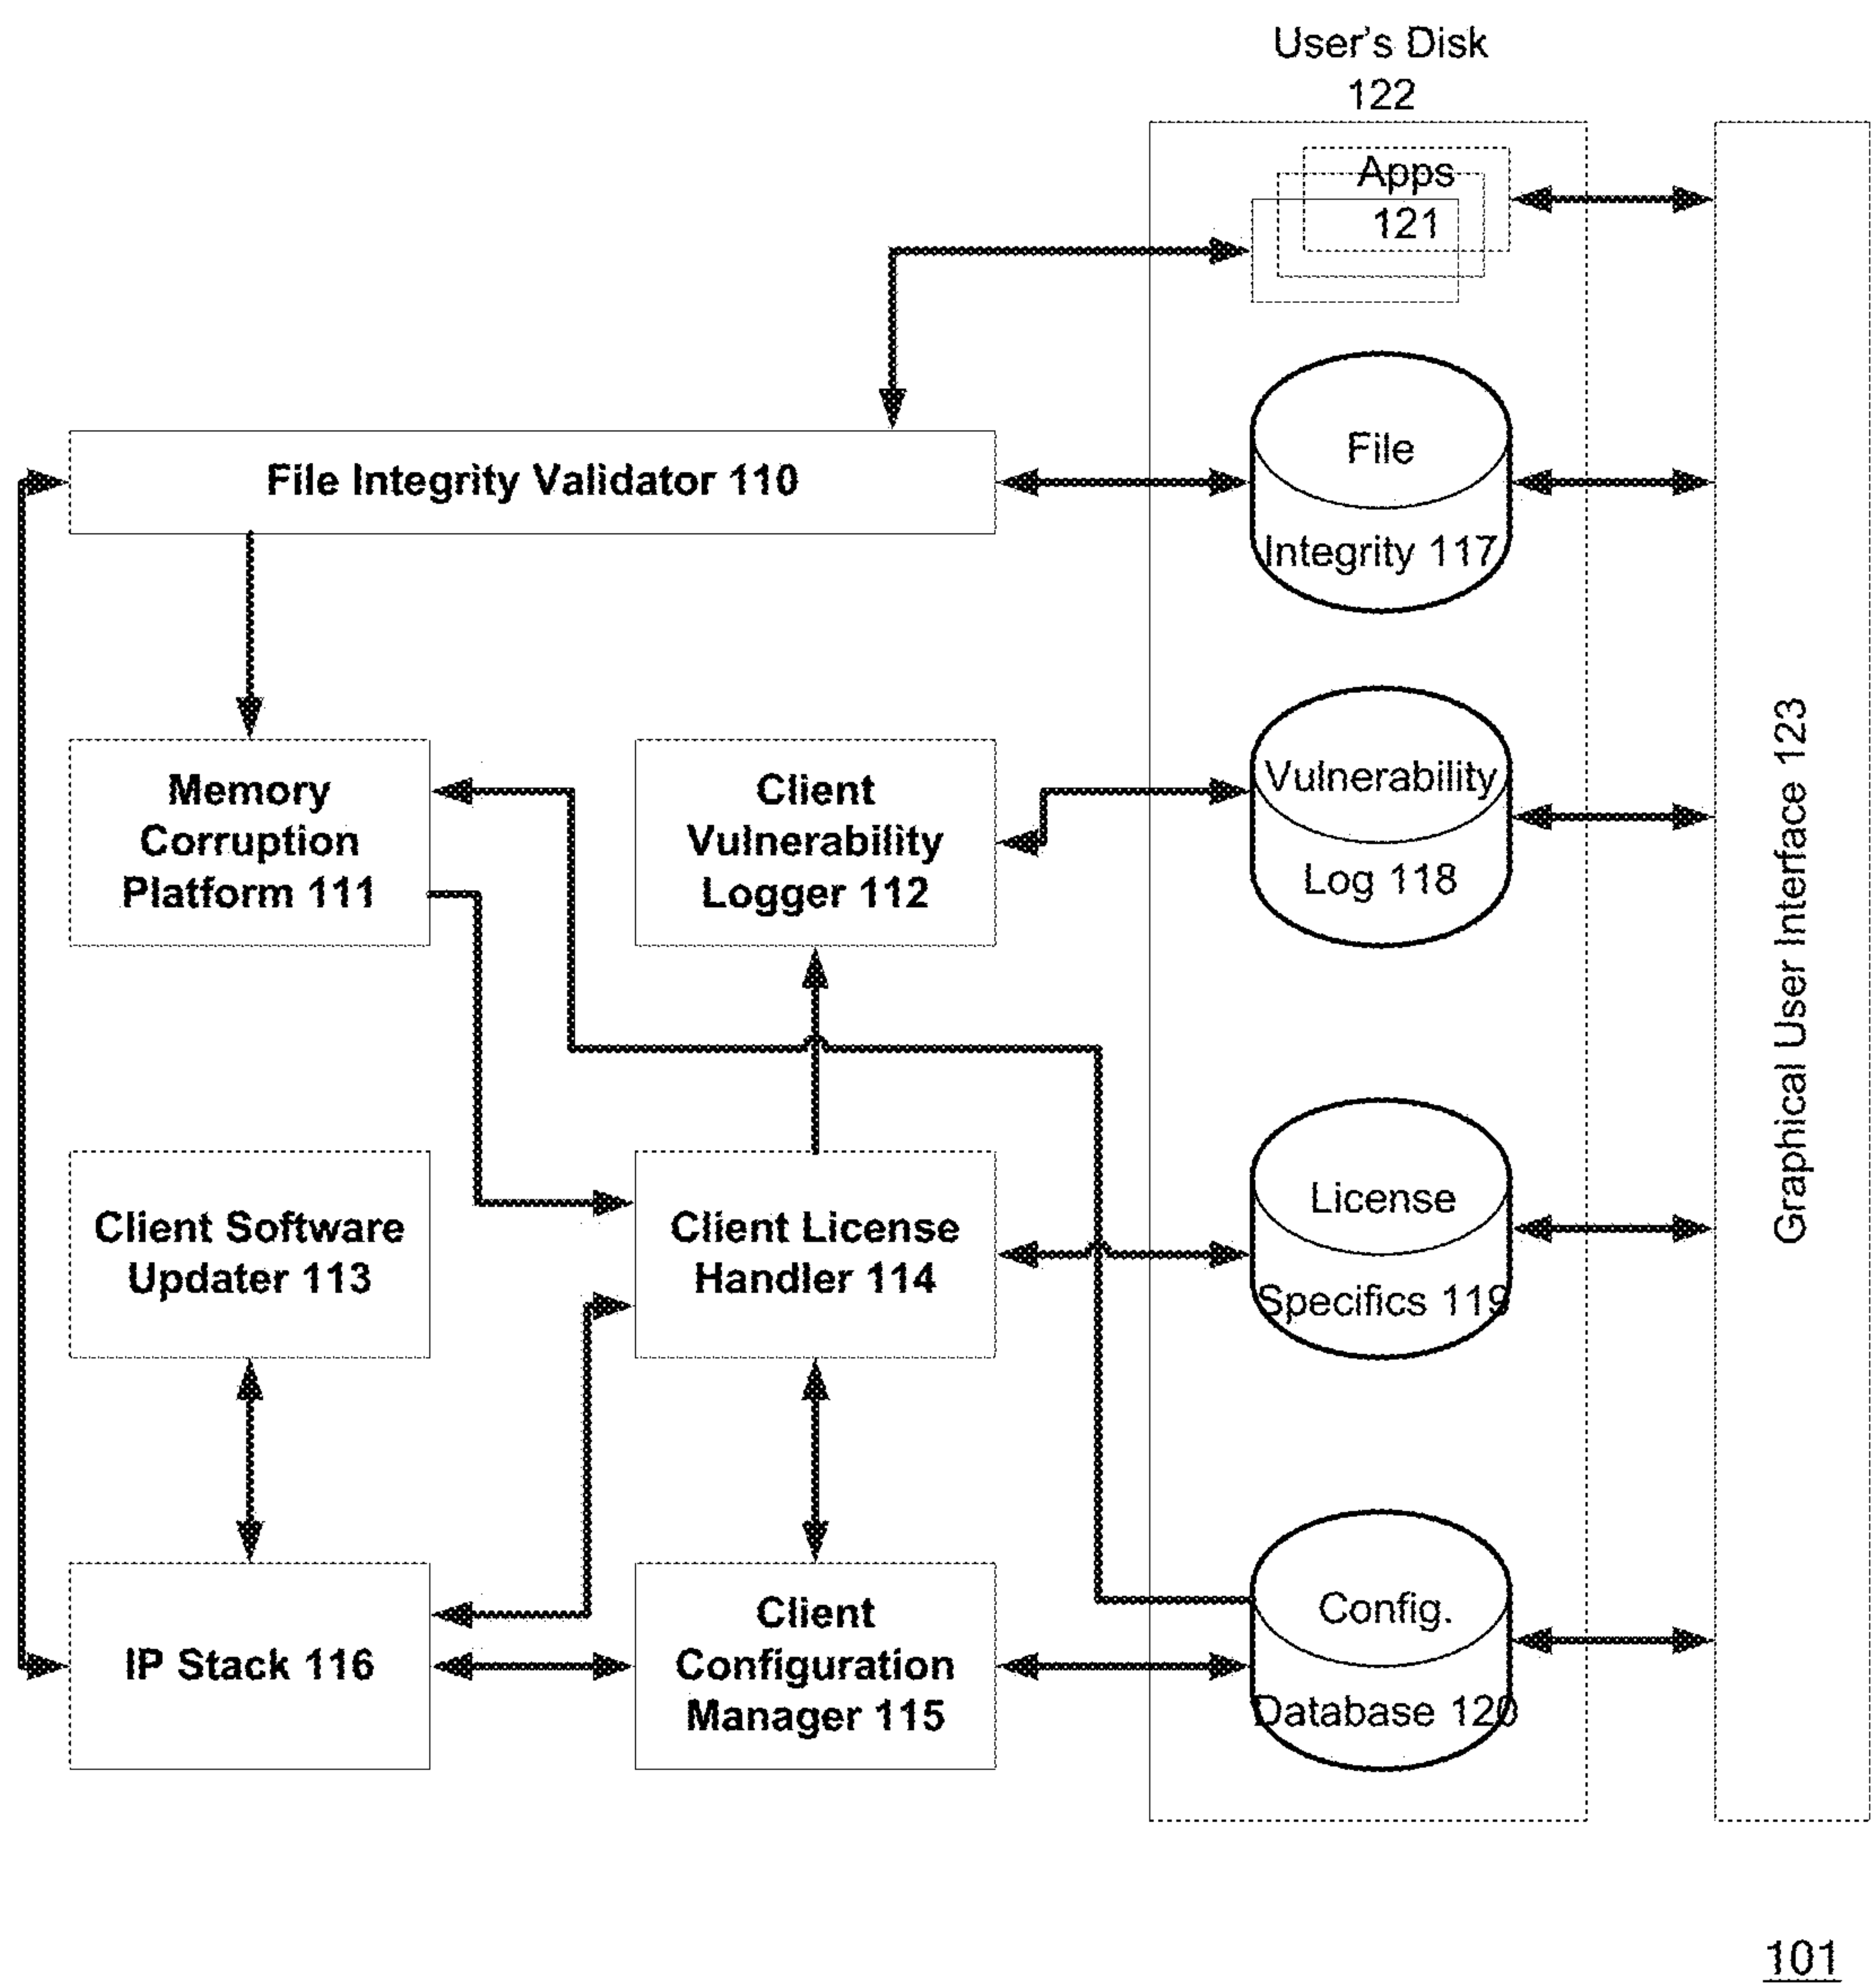 User's Disk
122
Apps
121
File Integrity Validator 110
File
Integrity 117
Memory
Corruption
Platform 111
Client
Vulnerability
Logger 112
Vulnerability
Log 118
Graphical User Interface 123
Client Software
Updater 113
Client License
Handler 114
License
Specifics 119
IP Stack 116
Client
Configuration
Manager 115
Config.
Database 120
101